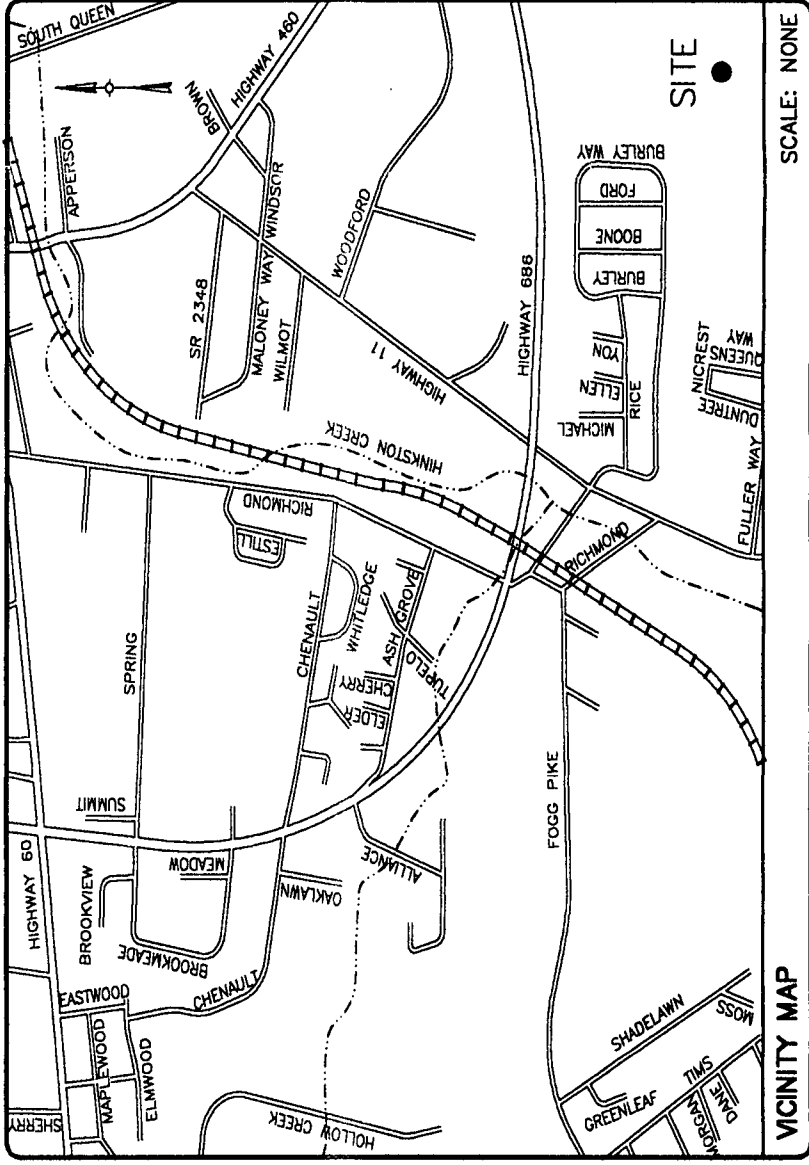 SOUTH QUEEN
APPERSON
BROWN
HIGHWAY 460
SR 2348
MALONEY WAY
WINDSOR
WILMOT
WOODFORD
HIGHWAY 11
HIGHWAY 686
HINKSTON CREEK
SITE
BURLEY WAY
FORD
BOONE
BURLEY
YON
ELLEN
MICHAEL
RICE
NICREST
QUEENS
WAY
DUNTREE
FULLER WAY
RICHMOND
ESTILL
RICHMOND
SPRING
CHENAULT
WHITLEDGE
ASH GROVE
CHERRY
ELDER
TUPELO
FOGG PIKE
SUMMIT
HIGHWAY 60
BROOKVIEW
MEADOW
BROOKMEADE
OAKLAWN
ALLIANCE
EASTWOOD
CHENAULT
MAPLEWOOD
ELMWOOD
SHERRY
HOLLOW CREEK
SHADELAWN
MOSS
GREENLEAF
TIMS
MORGAN
DANE
VICINITY MAP
SCALE: NONE